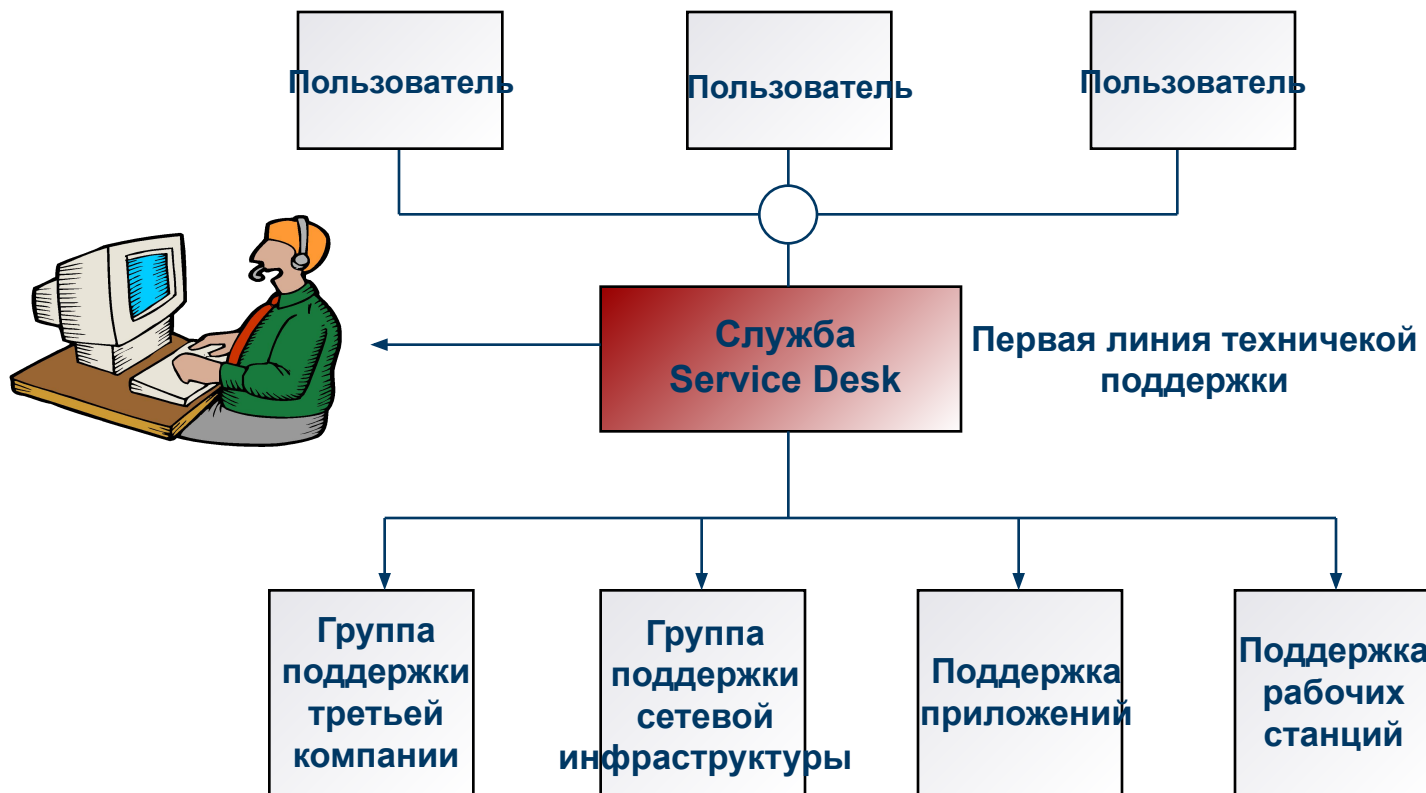 Пользователь
Пользователь
Пользователь
Служба
Service Desk
Первая линия техничекой
поддержки
Группа
поддержки
третьей
компании
Группа
поддержки
сетевой
инфраструктуры
Поддержка
приложений
Поддержка
рабочих
станций